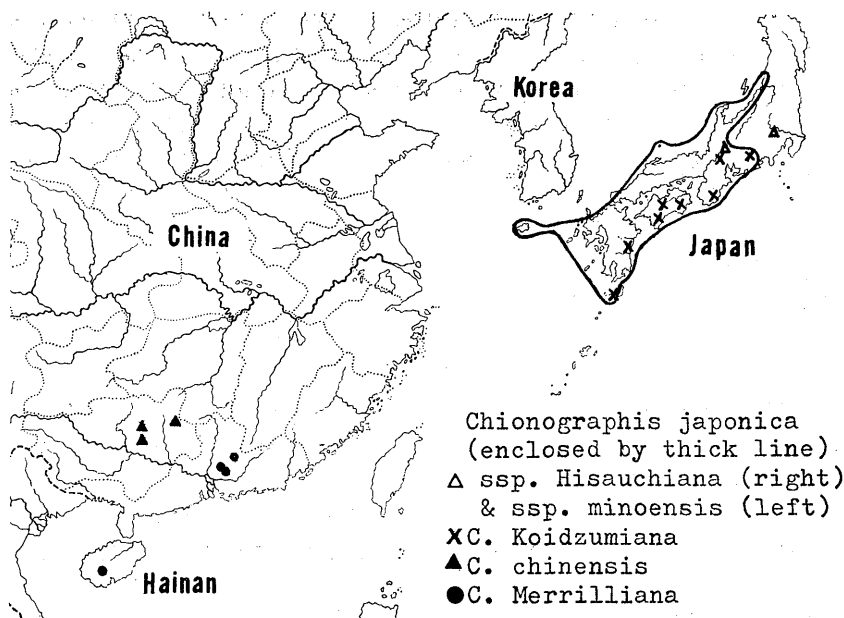 Korea
China
Japan
Hainan
Chionographis japonica
(enclosed by thick line)
△ ssp. Hisauchiana (right)
& ssp. minoensis (left)
×C. Koidzumiana
▲C. chinensis
●C. Merrilliana